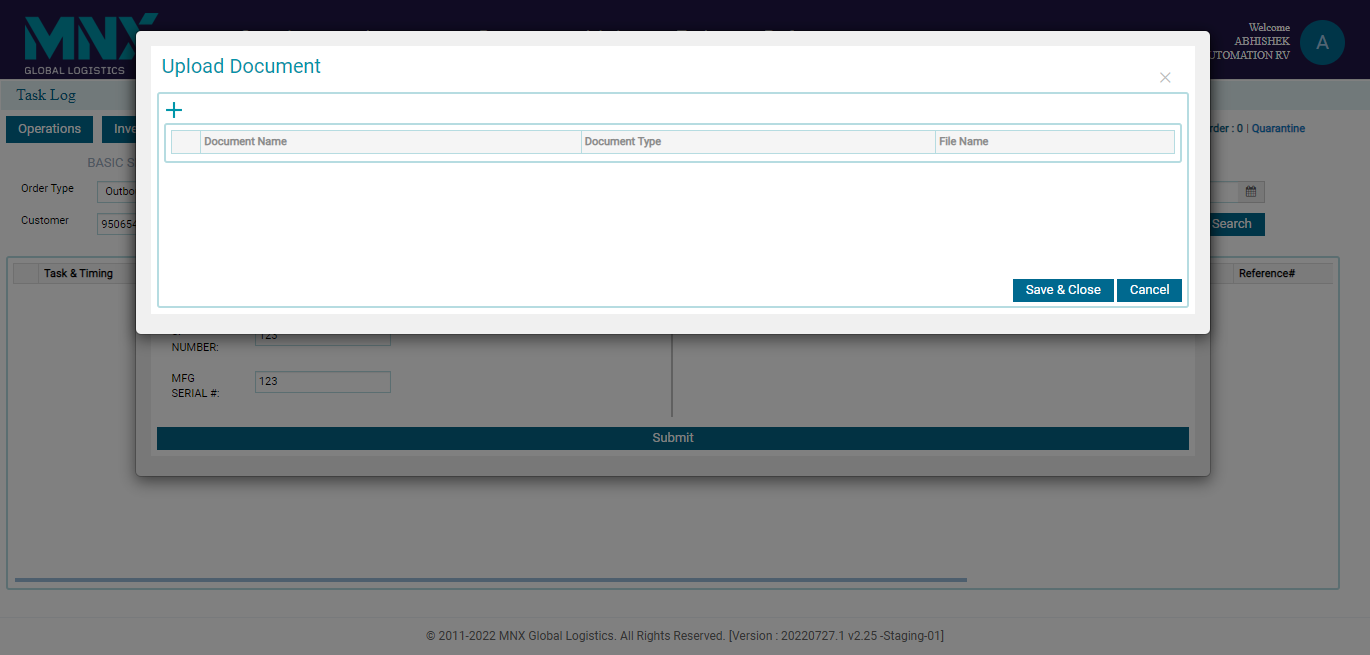 MNX
GLOBAL LOGISTICS
Welcome
ABHISHEK
UTOMATION RV
A
Upload Document
Task Log
Operations
Inve
rder : 0 | Quarantine
Document Name Document Type File Name
BASIC S
Order Type Outbo
Customer 950654
Search
Task & Timing
Reference#
Save & Close Cancel
NUMBER: 123
MFG
SERIAL #: 123
Submit
© 2011-2022 MNX Global Logistics. All Rights Reserved. [Version : 20220727.1 v2.25 -Staging-01]